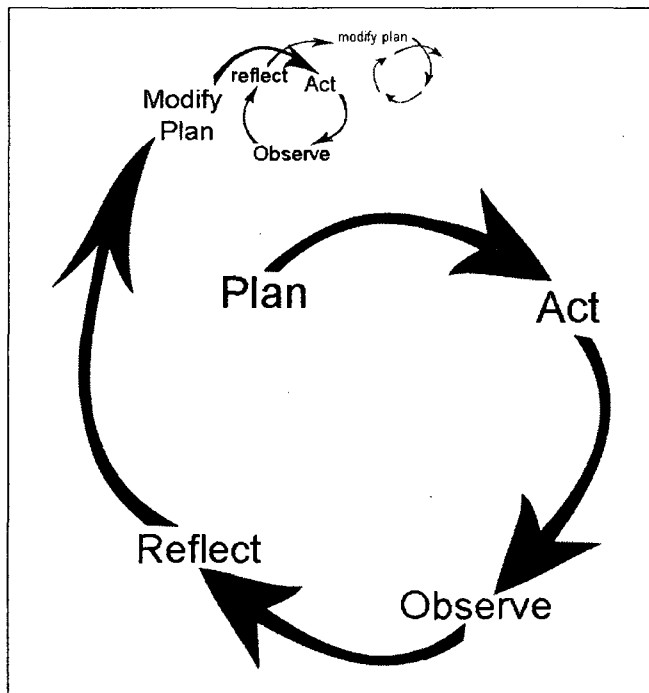 modify plan
reflect
Act
Modify
Plan
Observe
Plan
Act
Reflect
Observe